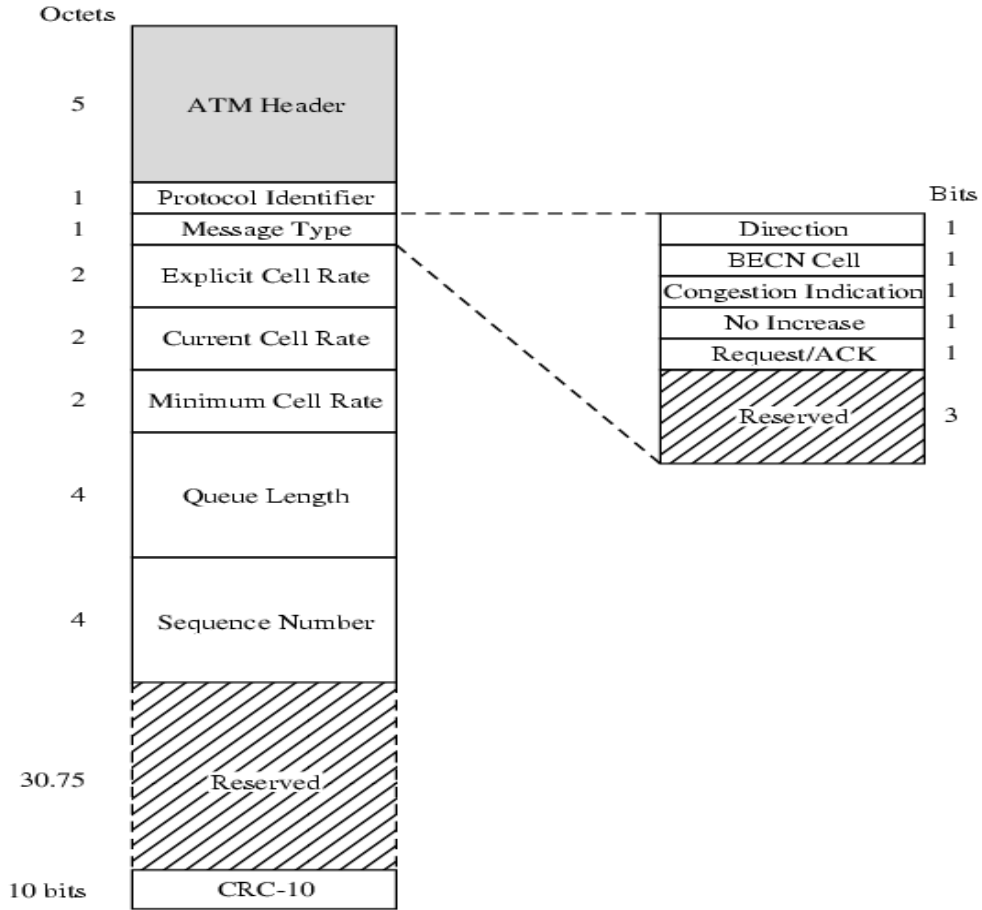 Octets
5 ATM Header
1 Protocol Identifier
1 Message Type
2 Explicit Cell Rate
2 Current Cell Rate
2 Minimum Cell Rate
4 Queue Length
4 Sequence Number
30.75 Reserved
10 bits CRC-10
Bits
Direction 1
BECN Cell 1
Congestion Indication 1
No Increase 1
Request/ACK 1
Reserved 3